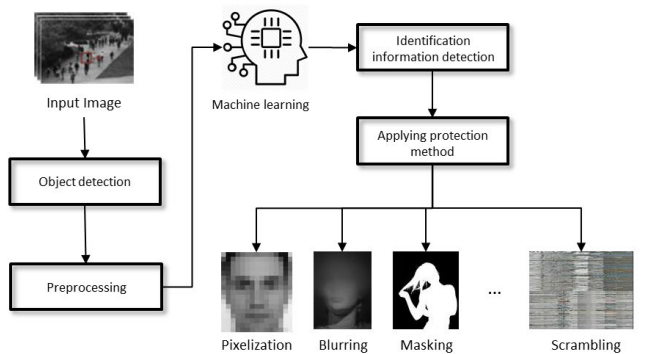 Input Image
Object detection
Preprocessing
Machine learning
Identification
information detection
Applying protection
method
Pixelization
Blurring
Masking
...
Scrambling